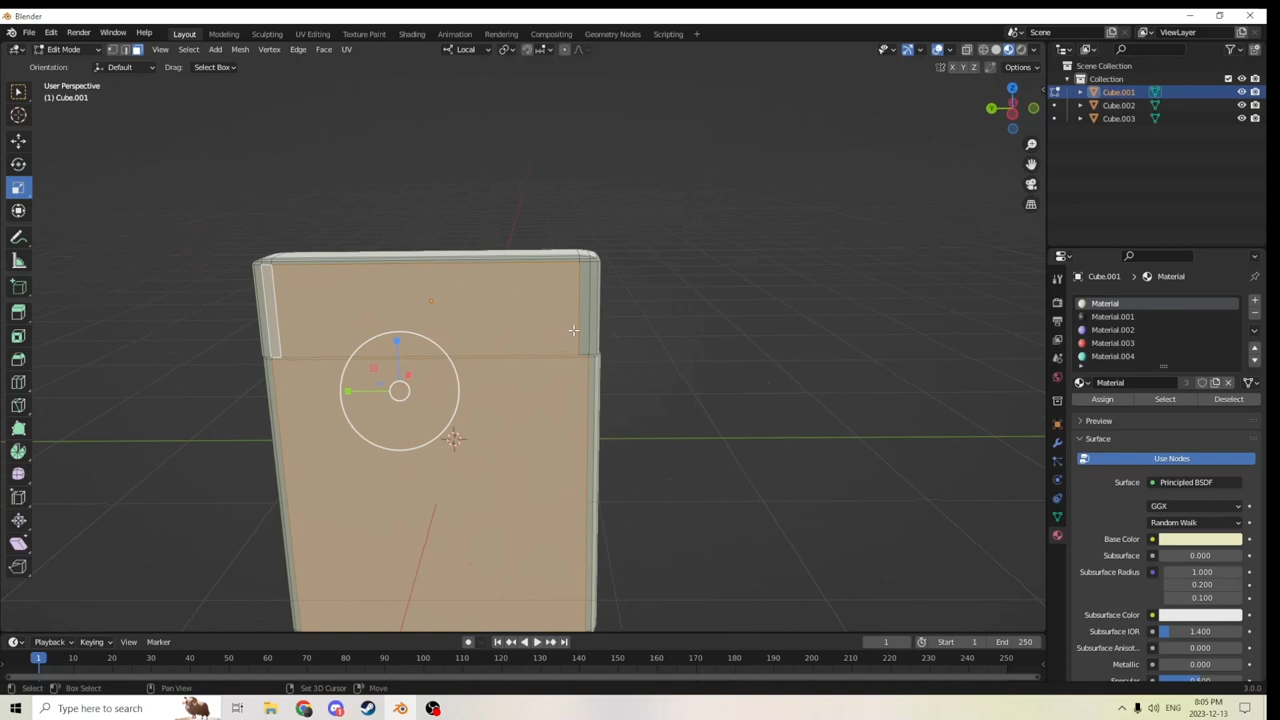 Blender
File Edit Render Window Help Layout Modeling Sculpting UV Editing Texture Paint Shading Animation Rendering Compositing Geometry Nodes Scripting Scene ViewLayer
Edit Mode View Select Add Mesh Vertex Edge Face UV Local
Orientation: Default Drag: Select Box X Y Z Options
Scene Collection
Collection
Cube.001
Cube.002
Cube.003
User Perspective
(1) Cube.001
Z
Y
Cube.001 > Material
Material
Material.001
Material.002
Material.003
Material.004
Material 3
Assign Select Deselect
Preview
Surface
Use Nodes
Surface Principled BSDF
GGX
Random Walk
Base Color
Subsurface 0.000
Subsurface Radius 1.000
0.200
0.100
Subsurface Color
Subsurface IOR 1.400
Subsurface Anisot... 0.000
Metallic 0.000
Specular 0.500
Playback Keying View Marker 1 Start 1 End 250
1 10 20 30 40 50 60 70 80 90 100 110 120 130 140 150 160 170 180 190 200 210 220 230 240 250
Select Box Select Pan View Set 3D Cursor Move 3.0.0
Type here to search ENG 8:05 PM
2023-12-13